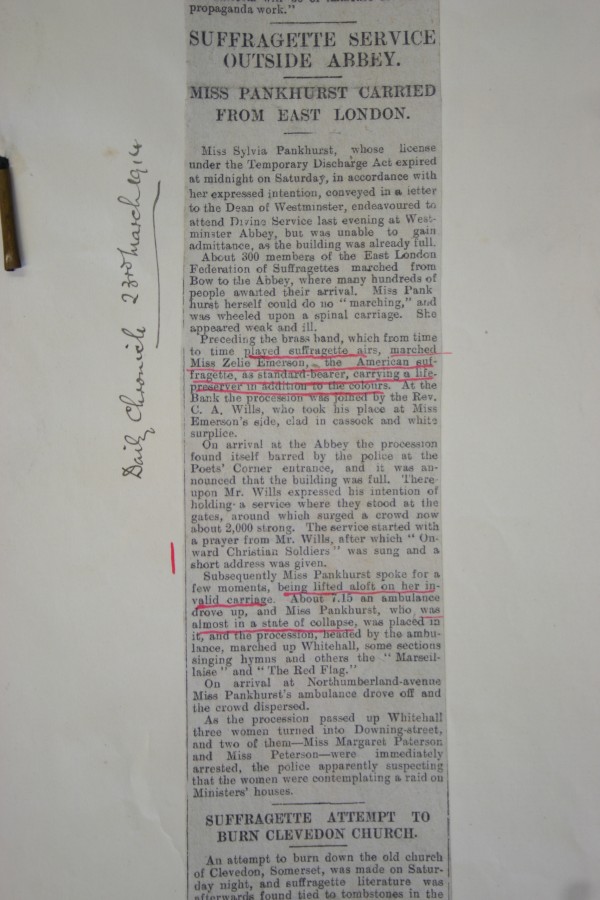 propaganda work."
SUFFRAGETTE SERVICE
OUTSIDE ABBEY.
MISS PANKHURST CARRIED
FROM EAST LONDON.
Miss Sylvia Pankhurst, whose license
under the Temporary Discharge Act expired
at midnight on Saturday, in accordance with
her expressed intention, conveyed in a letter
to the Dean of Westminster, endeavoured to
attend Divine Service last evening at West-
minster Abbey, but was unable to gain
admittance, as the building was already full.
About 300 members of the East London
Federation of Suffragettes marched from
Bow to the Abbey, where many hundreds of
people awaited their arrival. Miss Pank
hurst herself could do no "marching," and
was wheeled upon a spinal carriage. She
appeared weak and ill.
Preceding the brass band, which from time
to time played suffragette airs, marched
Miss Zelie Emerson, the American suf-
fragette, as standard-bearer, carrying a life-
preserver in addition to the colours. At the
Bank the procession was joined by the Rev.
C. A. Wills, who took his place at Miss
Emerson's side, clad in cassock and white
surplice.
On arrival at the Abbey the procession
found itself barred by the police at the
Poets' Corner entrance, and it was an-
nounced that the building was full. There-
upon Mr. Wills expressed his intention of
holding a service where they stood at the
gates, around which surged a crowd now
about 2,000 strong. The service started with
a prayer from Mr. Wills, after which "On-
ward Christian Soldiers" was sung and a
short address was given.
Subsequently Miss Pankhurst spoke for a
few moments, being lifted aloft on her in-
valid carriage. About 7.15 an ambulance
drove up, and Miss Pankhurst, who was
almost in a state of collapse, was placed in
it, and the procession, headed by the ambu-
lance, marched up Whitehall, some sections
singing hymns and others the "Marseil-
laise" and "The Red Flag."
On arrival at Northumberland-avenue
Miss Pankhurst's ambulance drove off and
the crowd dispersed.
As the procession passed up Whitehall
three women turned into Downing-street,
and two of them—Miss Margaret Paterson
and Miss Peterson—were immediately
arrested, the police apparently suspecting
that the women were contemplating a raid on
Ministers' houses.
SUFFRAGETTE ATTEMPT TO
BURN CLEVEDON CHURCH.
An attempt to burn down the old church
of Clevedon, Somerset, was made on Satur-
day night, and suffragette literature was
afterwards found tied to tombstones in the
Daily Chronicle 23rd March 1914